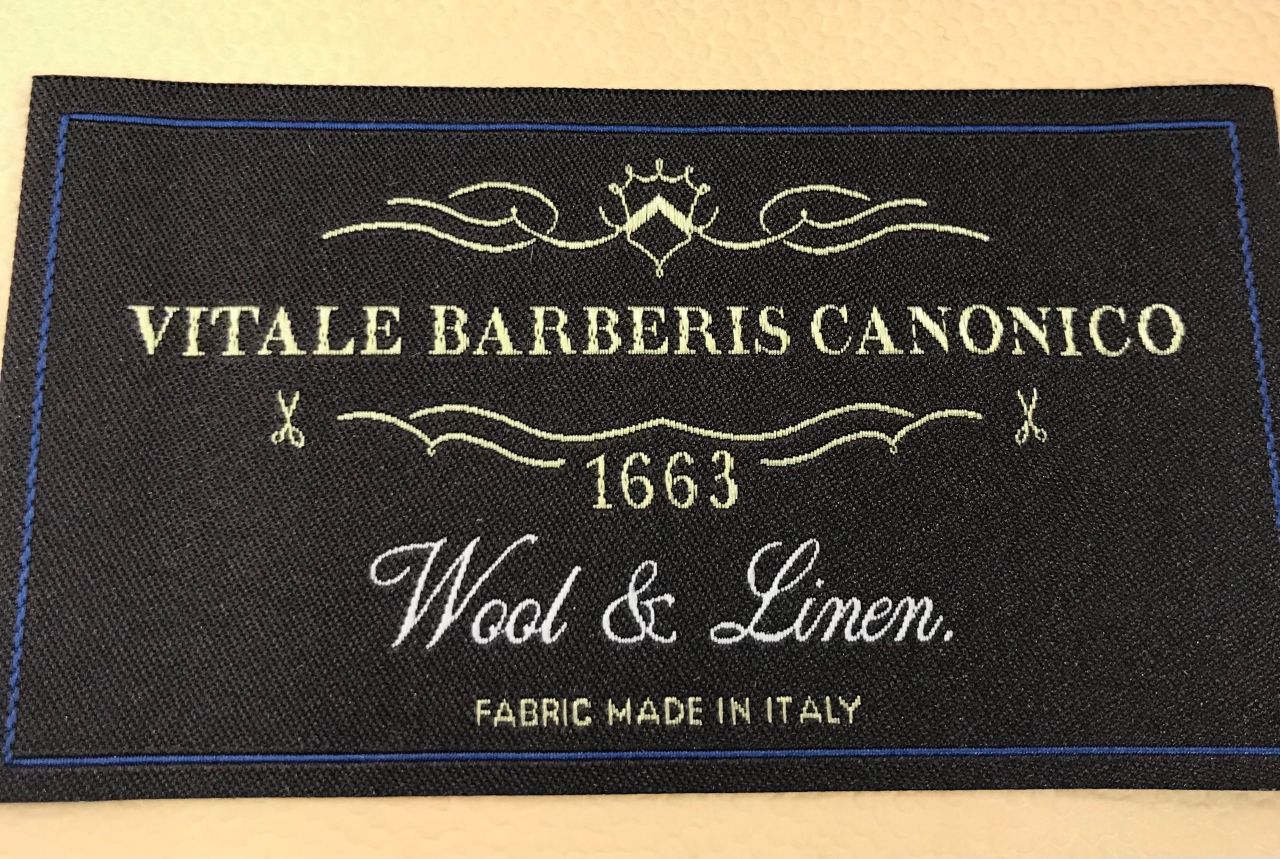 VITALE BARBERIS CANONICO
1663
Wool & Linen.
FABRIC MADE IN ITALY